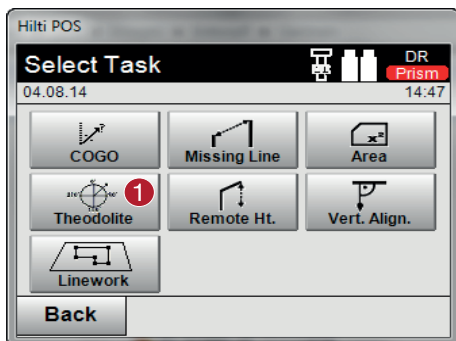 Hilti POS
Select Task
DR
Prism
04.08.14 14:47
COGO Missing Line x² Area
1
Theodolite Remote Ht. Vert. Align.
Linework
Back